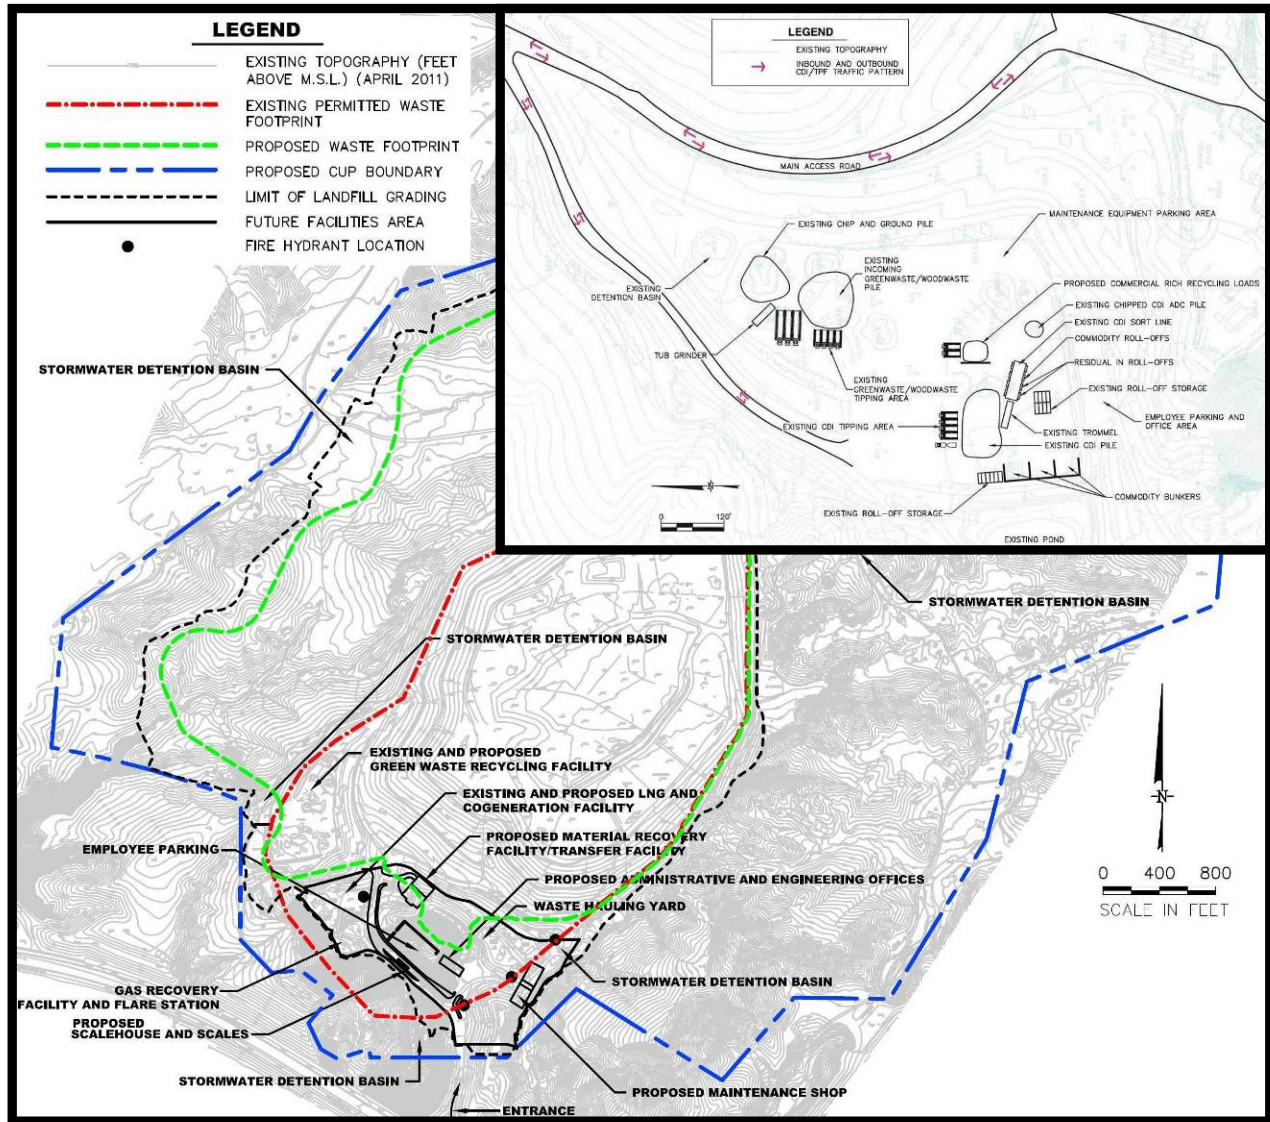 LEGEND
EXISTING TOPOGRAPHY (FEET
ABOVE M.S.L.) (APRIL 2011)
EXISTING PERMITTED WASTE
FOOTPRINT
PROPOSED WASTE FOOTPRINT
PROPOSED CUP BOUNDARY
LIMIT OF LANDFILL GRADING
FUTURE FACILITIES AREA
FIRE HYDRANT LOCATION
LEGEND
EXISTING TOPOGRAPHY
INBOUND AND OUTBOUND
CDI/TPF TRAFFIC PATTERN
MAIN ACCESS ROAD
EXISTING CHIP AND GROUND PILE
MAINTENANCE EQUIPMENT PARKING AREA
EXISTING
INCOMING
GREENWASTE/WOODWASTE
PILE
EXISTING
DETENTION BASIN
PROPOSED COMMERCIAL RICH RECYCLING LOADS
EXISTING CHIPPED CDI ADC PILE
EXISTING CDI SORT LINE
COMMODITY ROLL-OFFS
TUB GRINDER
RESIDUAL IN ROLL-OFFS
EXISTING
GREENWASTE/WOODWASTE
TIPPING AREA
EXISTING ROLL-OFF STORAGE
EMPLOYEE PARKING AND
OFFICE AREA
EXISTING CDI TIPPING AREA
EXISTING TROMMEL
EXISTING CDI PILE
COMMODITY BUNKERS
EXISTING ROLL-OFF STORAGE
0 120'
EXISTING POND
STORMWATER DETENTION BASIN
STORMWATER DETENTION BASIN
STORMWATER DETENTION BASIN
EXISTING AND PROPOSED
GREEN WASTE RECYCLING FACILITY
EXISTING AND PROPOSED LNG AND
COGENERATION FACILITY
EMPLOYEE PARKING
PROPOSED MATERIAL RECOVERY
FACILITY/TRANSFER FACILITY
PROPOSED ADMINISTRATIVE AND ENGINEERING OFFICES
WASTE HAULING YARD
N
0 400 800
SCALE IN FEET
STORMWATER DETENTION BASIN
GAS RECOVERY
FACILITY AND FLARE STATION
PROPOSED
SCALEHOUSE AND SCALES
STORMWATER DETENTION BASIN
PROPOSED MAINTENANCE SHOP
ENTRANCE